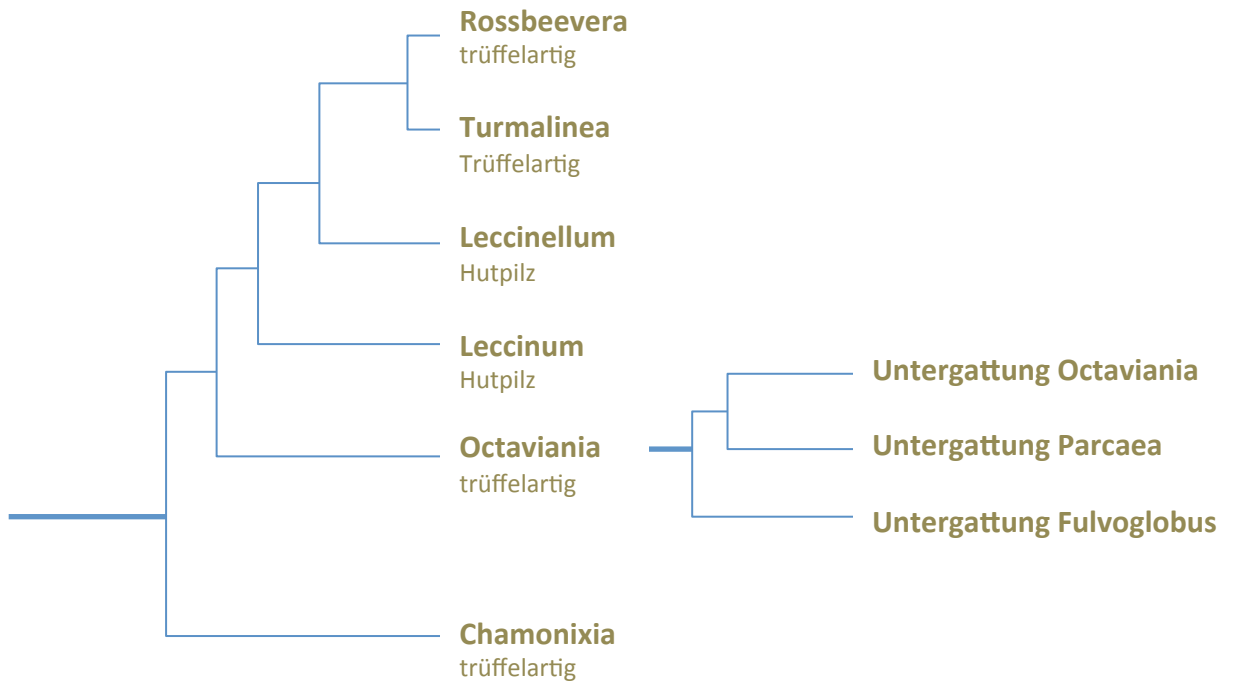 Rossbeevera
trüffelartig
Turmalinea
Trüffelartig
Leccinellum
Hutpilz
Leccinum
Hutpilz
Octaviania
trüffelartig
Chamonixia
trüffelartig
Untergattung Octaviania
Untergattung Parcaea
Untergattung Fulvoglobus